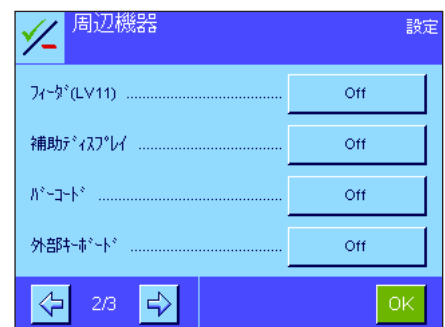 周辺機器 設定
ﾌｨｰﾀﾞ(LV11) ........................................ Off
補助ﾃﾞｨｽﾌﾟﾚｲ ..................................... Off
ﾊﾞｰｺｰﾄﾞ .............................................. Off
外部ｷｰﾎﾞｰﾄﾞ ...................................... Off
2/3 OK